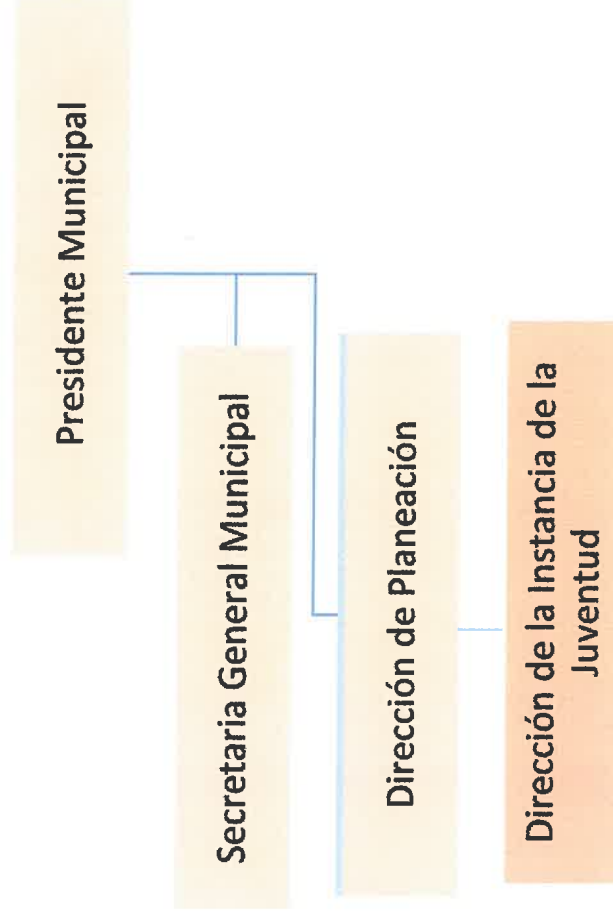 Presidente Municipal
Secretaria General Municipal
Dirección de Planeación
Dirección de la Instancia de la
Juventud